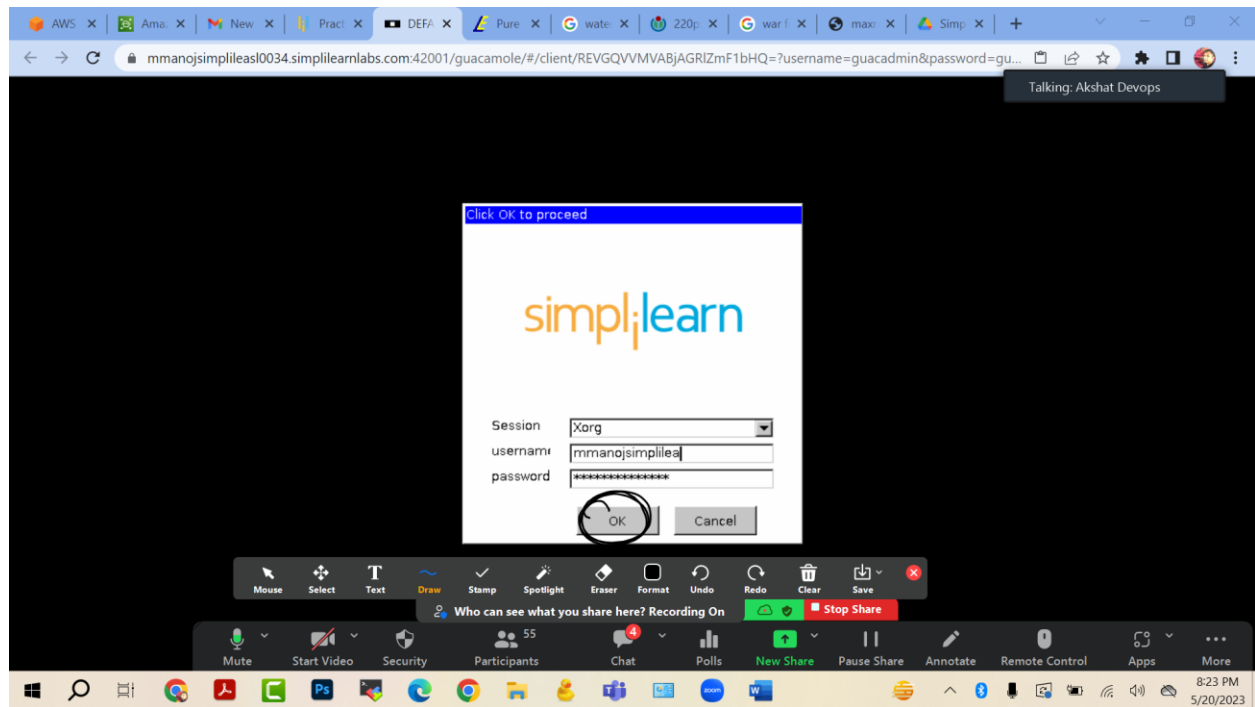 AWS Ama New Pract DEFA Pure wate 220p war f maxr Simp
mmanojsimplileasl0034.simplilearnlabs.com:42001/guacamole/#/client/REVGQVVMVABjAGRlZmF1bHQ=?username=guacadmin&password=gu...
Talking: Akshat Devops
Click OK to proceed
simplilearn
Session Xorg
username mmanojsimplilea
password ***************
OK Cancel
Mouse Select Text Draw Stamp Spotlight Eraser Format Undo Redo Clear Save
Who can see what you share here? Recording On Stop Share
55 4
Mute Start Video Security Participants Chat Polls New Share Pause Share Annotate Remote Control Apps More
Ps zoom W
8:23 PM
5/20/2023